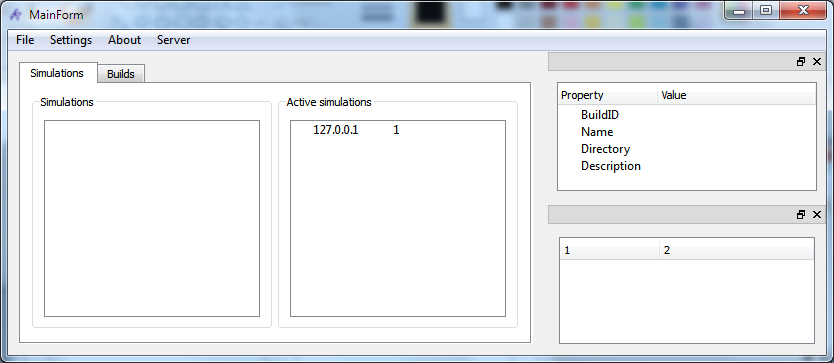 MainForm
File Settings About Server
Simulations Builds
Simulations
Active simulations
127.0.0.1 1
Property Value
BuildID
Name
Directory
Description
1 2